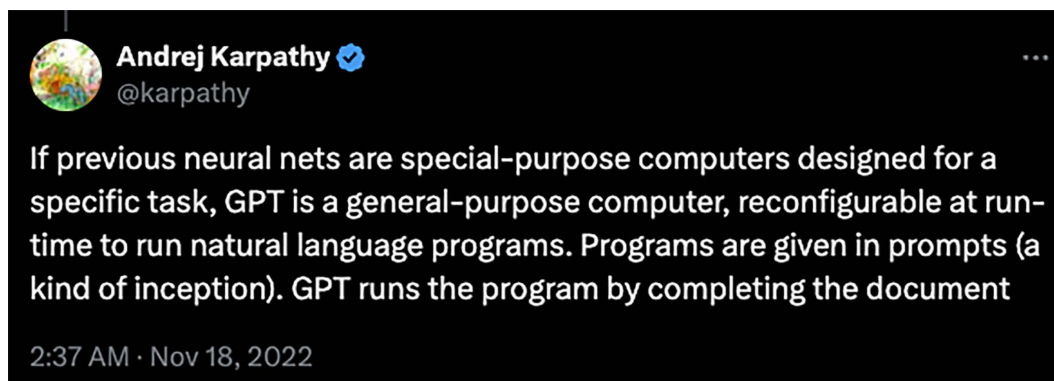 Andrej Karpathy
@karpathy
If previous neural nets are special-purpose computers designed for a
specific task, GPT is a general-purpose computer, reconfigurable at run-
time to run natural language programs. Programs are given in prompts (a
kind of inception). GPT runs the program by completing the document
2:37 AM · Nov 18, 2022